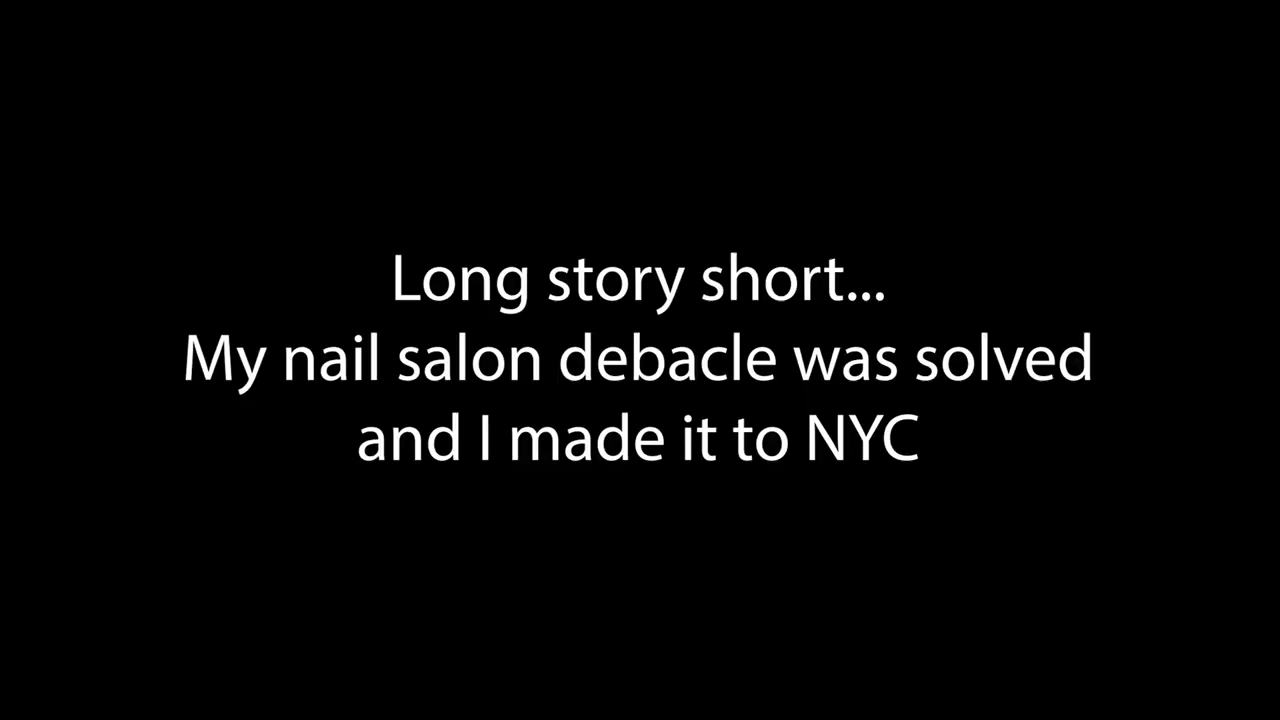 Long story short...
My nail salon debacle was solved
and I made it to NYC